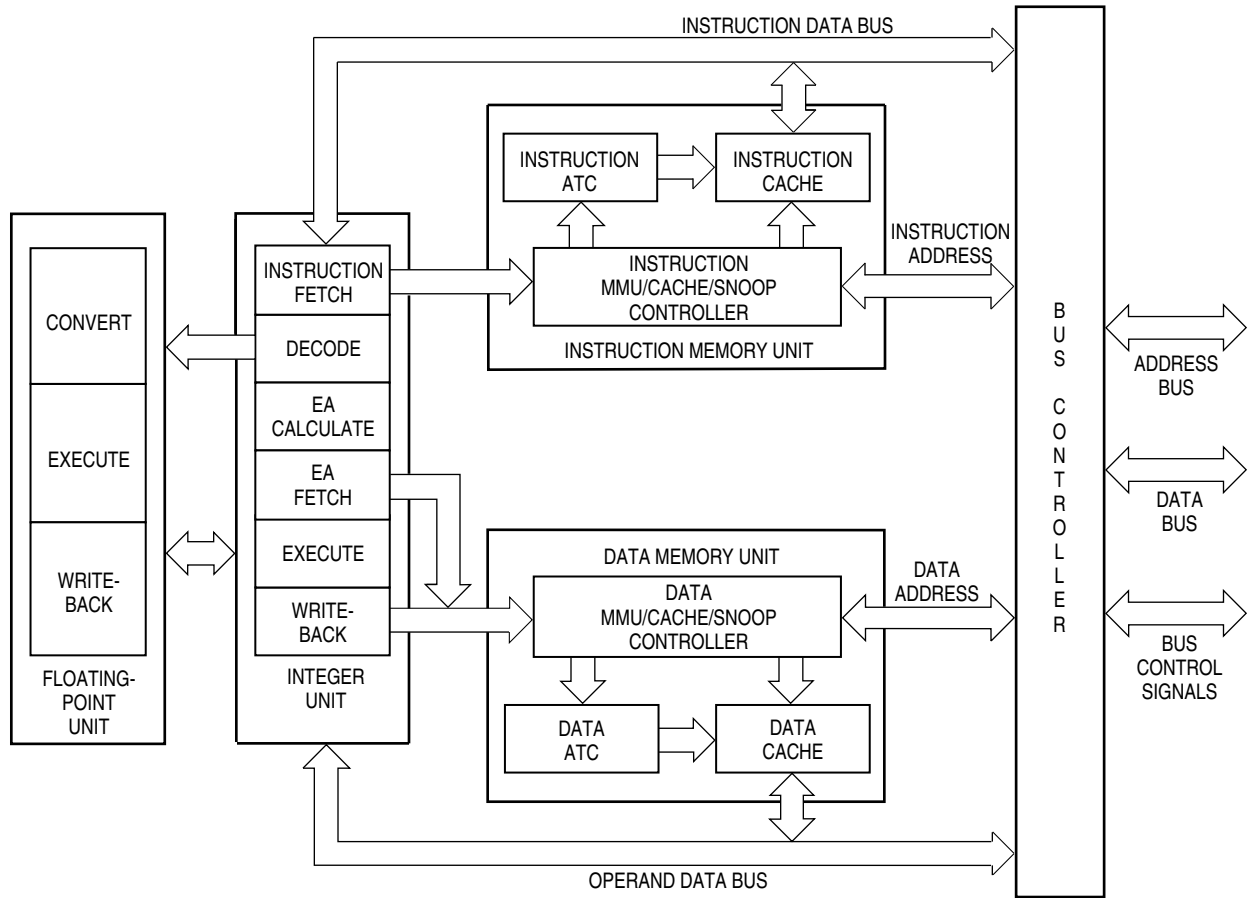 INSTRUCTION DATA BUS
INSTRUCTION
ATC
INSTRUCTION
CACHE
INSTRUCTION
MMU/CACHE/SNOOP
CONTROLLER
INSTRUCTION MEMORY UNIT
INSTRUCTION
ADDRESS
CONVERT
EXECUTE
WRITE-
BACK
FLOATING-
POINT
UNIT
INSTRUCTION
FETCH
DECODE
EA
CALCULATE
EA
FETCH
EXECUTE
WRITE-
BACK
INTEGER
UNIT
DATA MEMORY UNIT
DATA
MMU/CACHE/SNOOP
CONTROLLER
DATA
ATC
DATA
CACHE
DATA
ADDRESS
OPERAND DATA BUS
BUS CONTROLLER
ADDRESS
BUS
DATA
BUS
BUS
CONTROL
SIGNALS